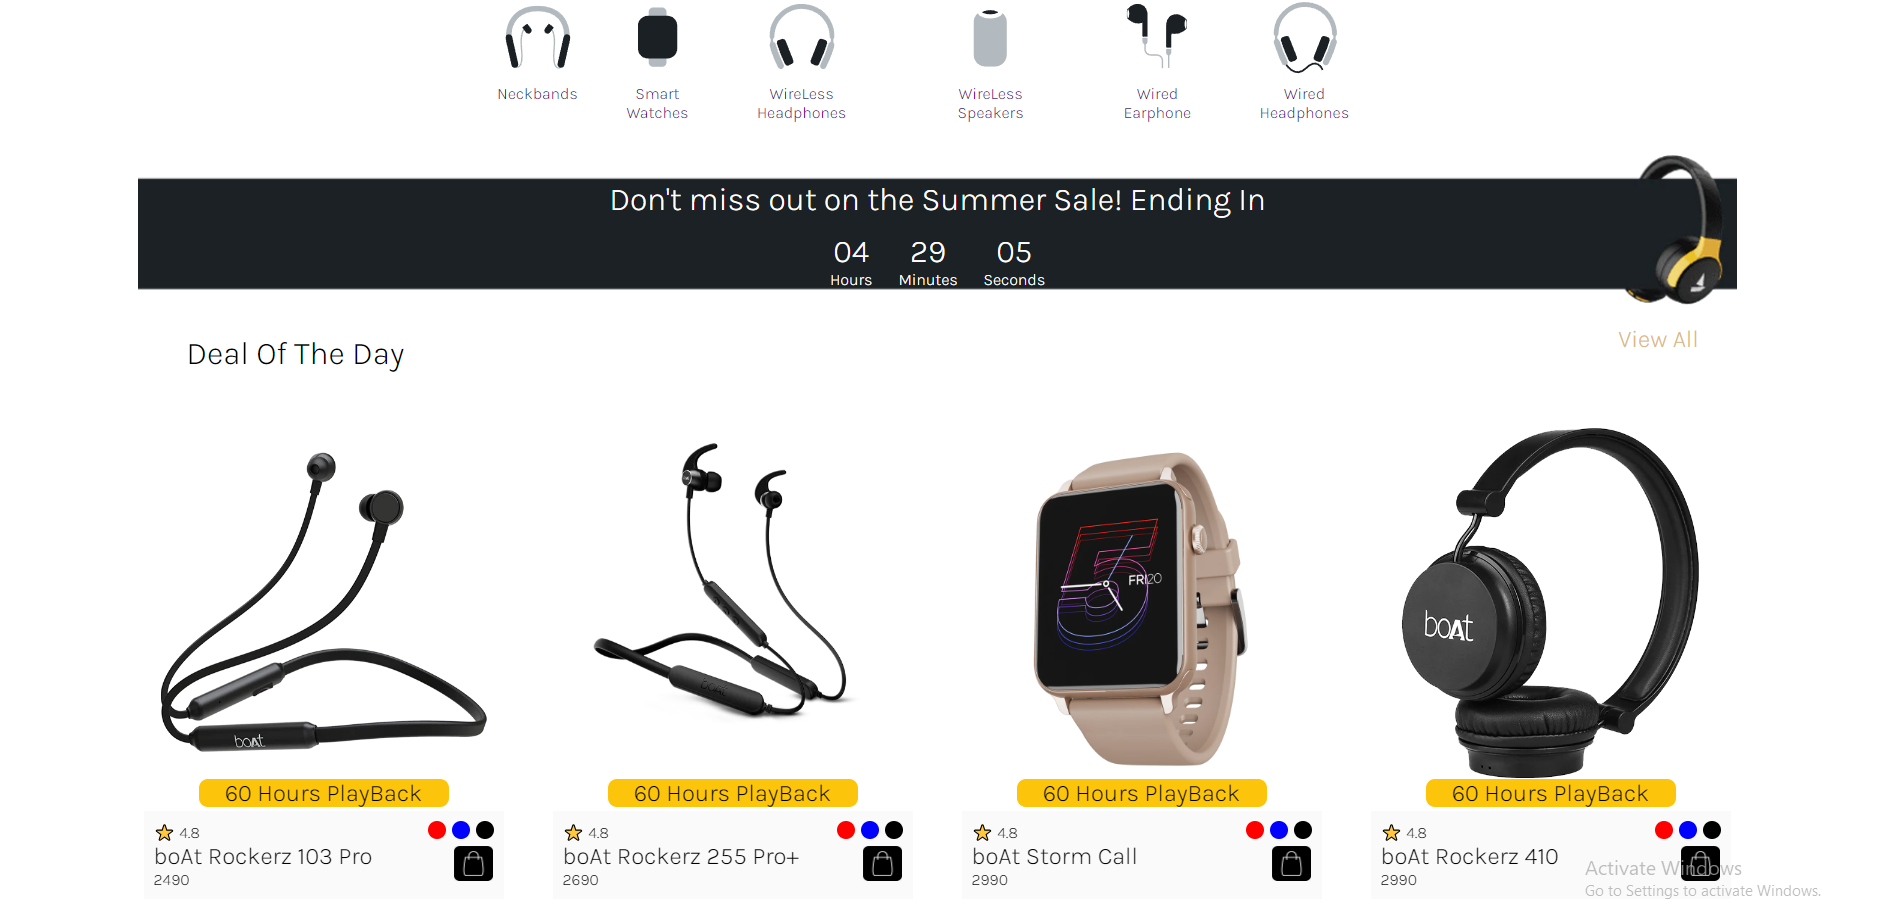 Neckbands
Smart
Watches
WireLess
Headphones
WireLess
Speakers
Wired
Earphone
Wired
Headphones
Don't miss out on the Summer Sale! Ending In
04 29 05
Hours Minutes Seconds
Deal Of The Day
View All
boAt
FRI20
boAt
60 Hours PlayBack
60 Hours PlayBack
60 Hours PlayBack
60 Hours PlayBack
4.8
boAt Rockerz 103 Pro
2490
4.8
boAt Rockerz 255 Pro+
2690
4.8
boAt Storm Call
2990
4.8
boAt Rockerz 410
2990
Activate Windows
Go to Settings to activate Windows.